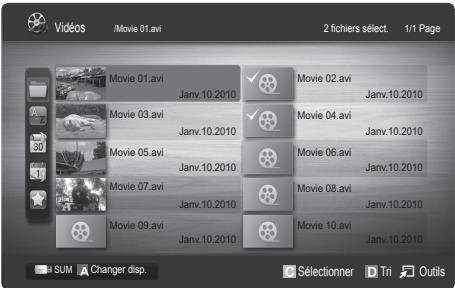 Vidéos /Movie 01.avi 2 fichiers sélect. 1/1 Page
Movie 01.avi Movie 02.avi
Janv.10.2010 Janv.10.2010
Movie 03.avi Movie 04.avi
Janv.10.2010 Janv.10.2010
Movie 05.avi Movie 06.avi
Janv.10.2010 Janv.10.2010
Movie 07.avi Movie 08.avi
Janv.10.2010 Janv.10.2010
Movie 09.avi Movie 10.avi
Janv.10.2010 Janv.10.2010
A Z
30
1
a SUM A Changer disp. C Sélectionner D Tri Outils